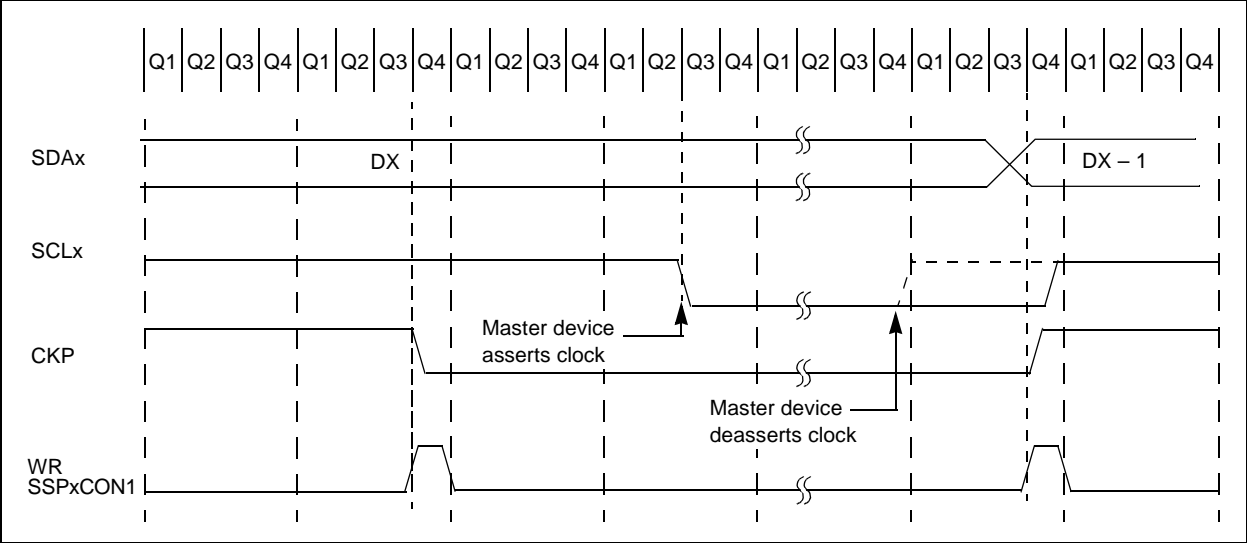 Q1 Q2 Q3 Q4 Q1 Q2 Q3 Q4 Q1 Q2 Q3 Q4 Q1 Q2 Q3 Q4 Q1 Q2 Q3 Q4 Q1 Q2 Q3 Q4 Q1 Q2 Q3 Q4
SDAx
DX
DX – 1
SCLx
Master device
asserts clock
CKP
Master device
deasserts clock
WR
SSPxCON1